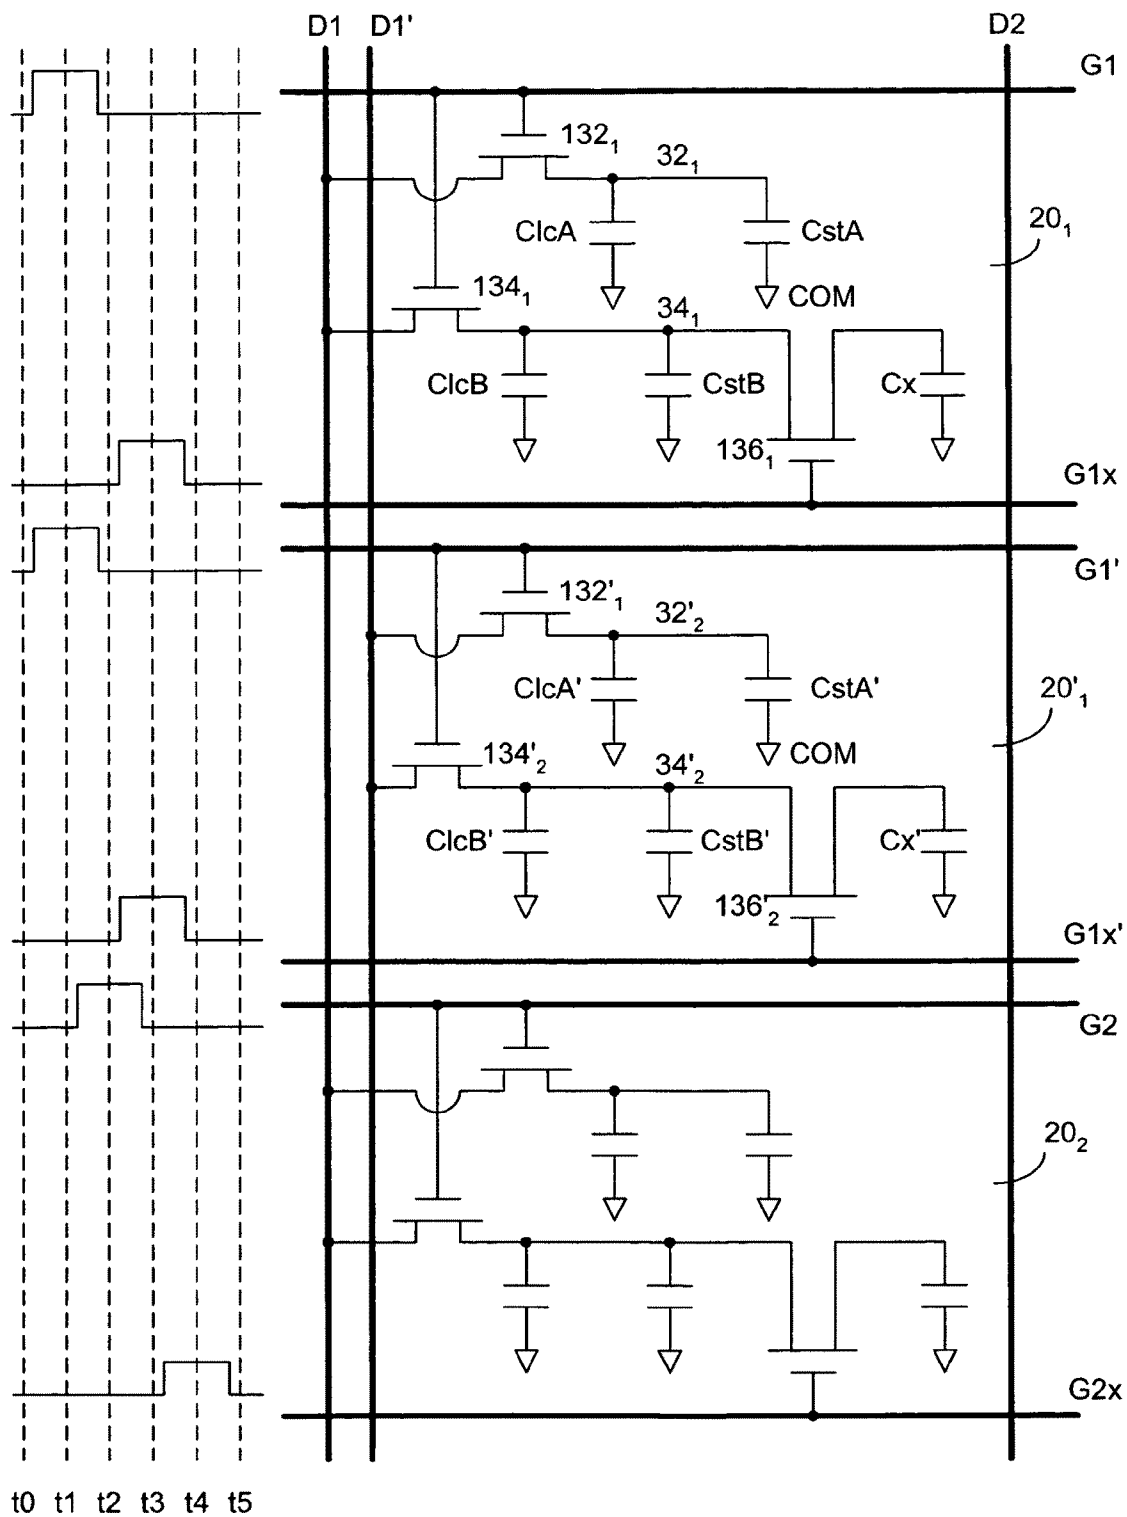 D1 D1' D2
G1
132₁
32₁
ClcA CstA 20₁
134₁ COM
34₁
ClcB CstB Cx
136₁
G1x
G1'
132'₁
32'₂
ClcA' CstA' 20'₁
134'₂ COM
34'₂
ClcB' CstB' Cx'
136'₂
G1x'
G2
20₂
G2x
t0 t1 t2 t3 t4 t5